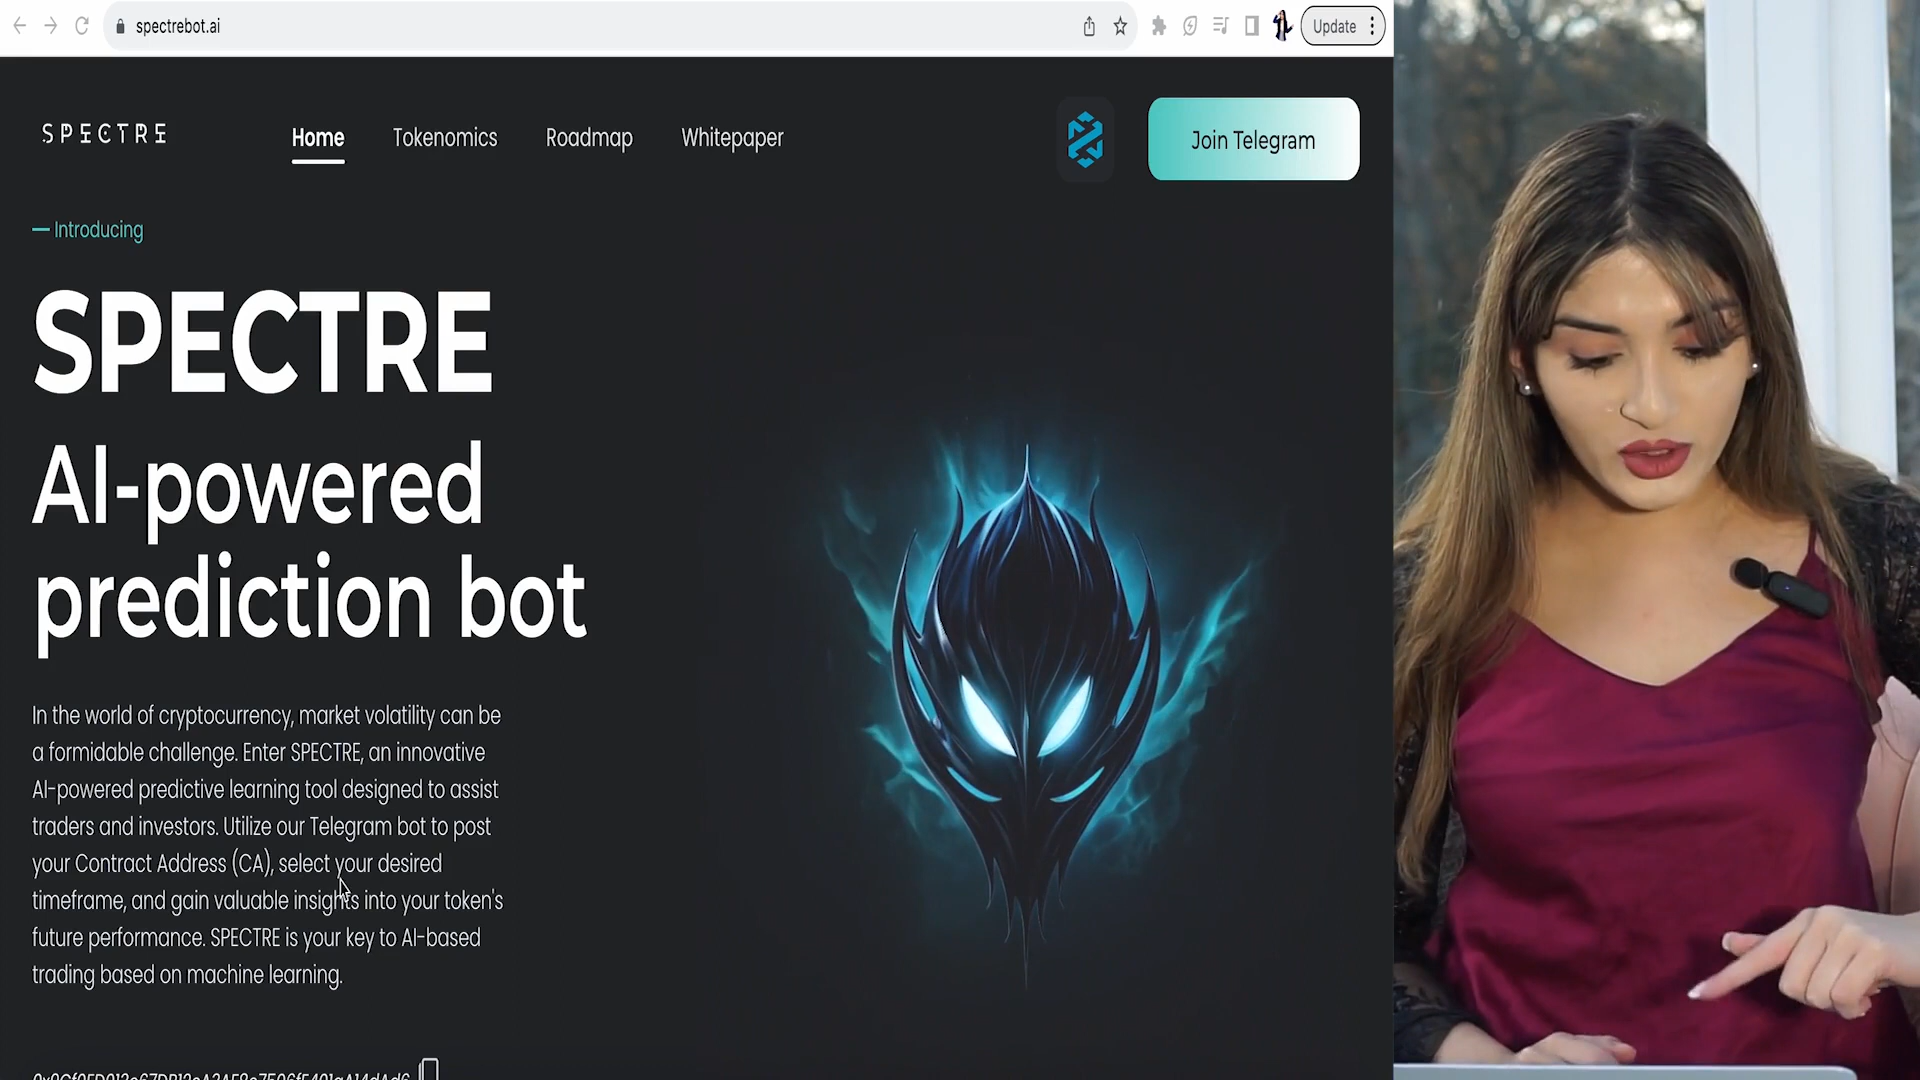 spectrebot.ai
Update
SPECTRE
Home
Tokenomics
Roadmap
Whitepaper
Join Telegram
Introducing
SPECTRE
AI-powered
prediction bot
In the world of cryptocurrency, market volatility can be
a formidable challenge. Enter SPECTRE, an innovative
AI-powered predictive learning tool designed to assist
traders and investors. Utilize our Telegram bot to post
your Contract Address (CA), select your desired
timeframe, and gain valuable insights into your token's
future performance. SPECTRE is your key to AI-based
trading based on machine learning.